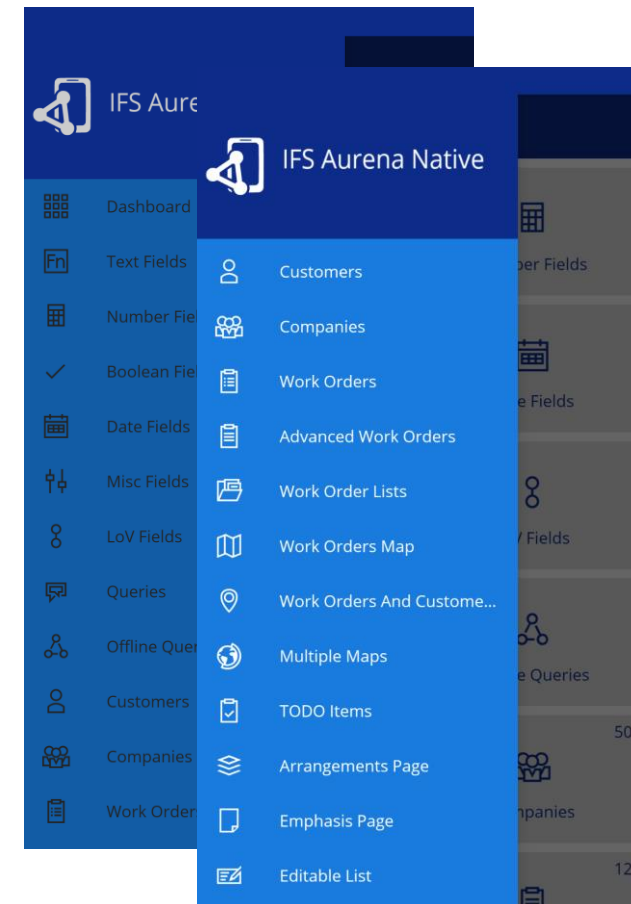 IFS Aure
Dashboard
Fn
Text Fields
Number Fie
Boolean Fie
Date Fields
Misc Fields
LoV Fields
Queries
Offline Quer
Customers
Companies
Work Order
IFS Aurena Native
Customers
Companies
Work Orders
Advanced Work Orders
Work Order Lists
Work Orders Map
Work Orders And Custome...
Multiple Maps
TODO Items
Arrangements Page
Emphasis Page
Editable List
ber Fields
e Fields
/ Fields
e Queries
50
mpanies
12